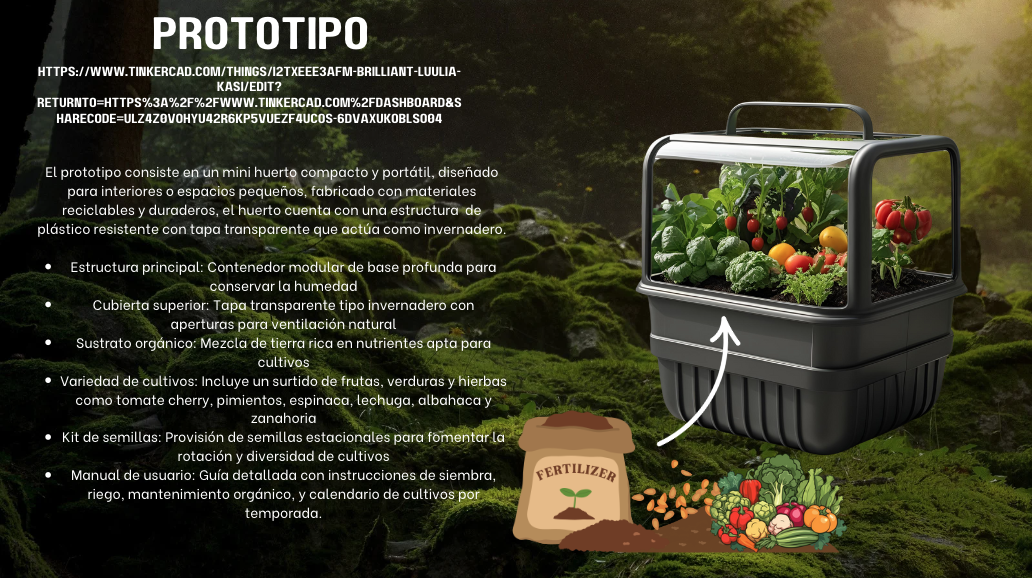 PROTOTIPO
HTTPS://WWW.TINKERCAD.COM/THINGS/I2TXEEE3AFM-BRILLIANT-LUULIA-
KASI/EDIT?
RETURNTO=HTTPS%3A%2F%2FWWW.TINKERCAD.COM%2FDASHBOARD&S
HARECODE=ULZ4Z0VOHYU42R6KP5VUEZF4UCOS-6DVAXUKOBLSO04
El prototipo consiste en un mini huerto compacto y portátil, diseñado
para interiores o espacios pequeños, fabricado con materiales
reciclables y duraderos, el huerto cuenta con una estructura de
plástico resistente con tapa transparente que actúa como invernadero.
• Estructura principal: Contenedor modular de base profunda para
conservar la humedad
• Cubierta superior: Tapa transparente tipo invernadero con
aperturas para ventilación natural
• Sustrato orgánico: Mezcla de tierra rica en nutrientes apta para
cultivos
• Variedad de cultivos: Incluye un surtido de frutas, verduras y hierbas
como tomate cherry, pimientos, espinaca, lechuga, albahaca y
zanahoria
• Kit de semillas: Provisión de semillas estacionales para fomentar la
rotación y diversidad de cultivos
• Manual de usuario: Guía detallada con instrucciones de siembra,
riego, mantenimiento orgánico, y calendario de cultivos por
temporada.
FERTILIZER